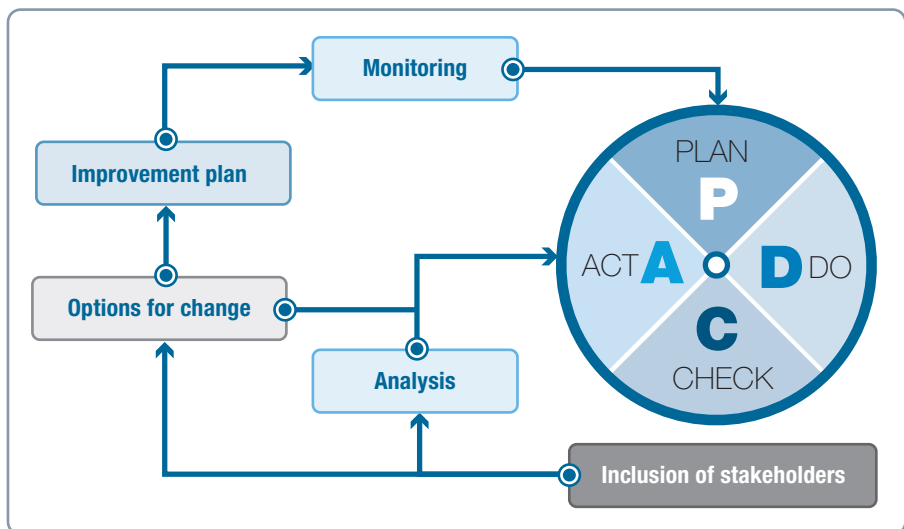 Monitoring
Improvement plan
PLAN
P
ACT A
D DO
Options for change
C
CHECK
Analysis
Inclusion of stakeholders